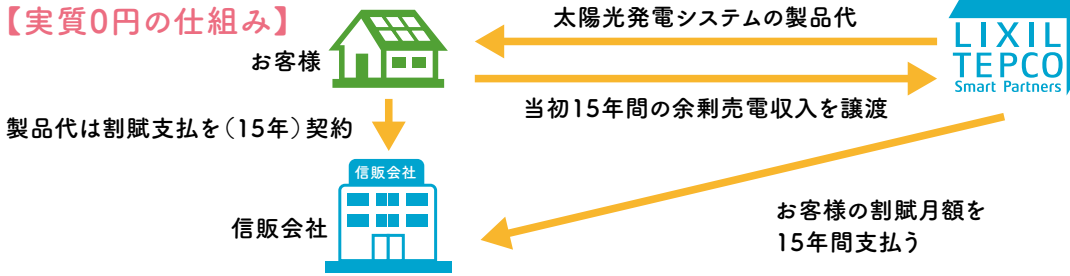 【実質0円の仕組み】
太陽光発電システムの製品代
お客様
LIXIL
TEPCO
Smart Partners
当初15年間の余剰売電収入を譲渡
製品代は割賦支払を(15年)契約
信販会社
信販会社
お客様の割賦月額を
15年間支払う